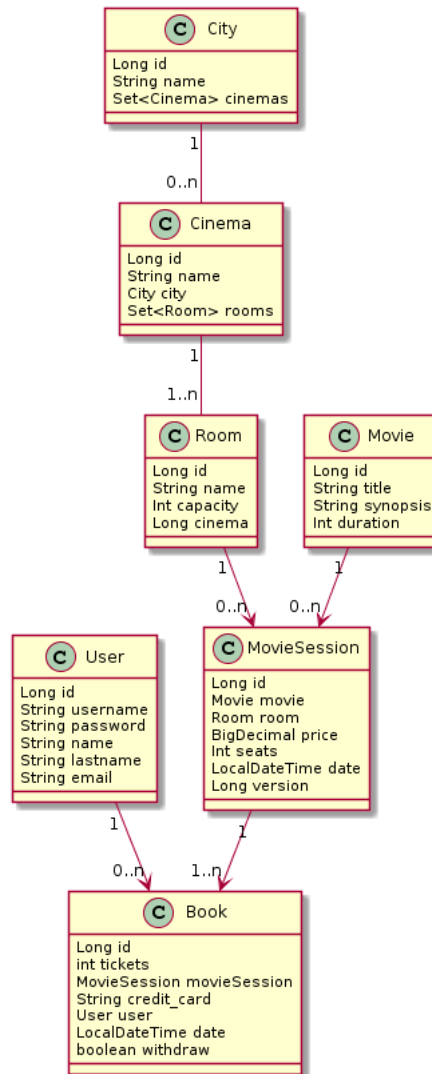 C City
Long id
String name
Set<Cinema> cinemas
1
0..n
C Cinema
Long id
String name
City city
Set<Room> rooms
1
1..n
C Room
Long id
String name
Int capacity
Long cinema
C Movie
Long id
String title
String synopsis
Int duration
1
0..n
1
0..n
C User
Long id
String username
String password
String name
String lastname
String email
C MovieSession
Long id
Movie movie
Room room
BigDecimal price
Int seats
LocalDateTime date
Long version
1
0..n
1
1..n
C Book
Long id
int tickets
MovieSession movieSession
String credit_card
User user
LocalDateTime date
boolean withdraw